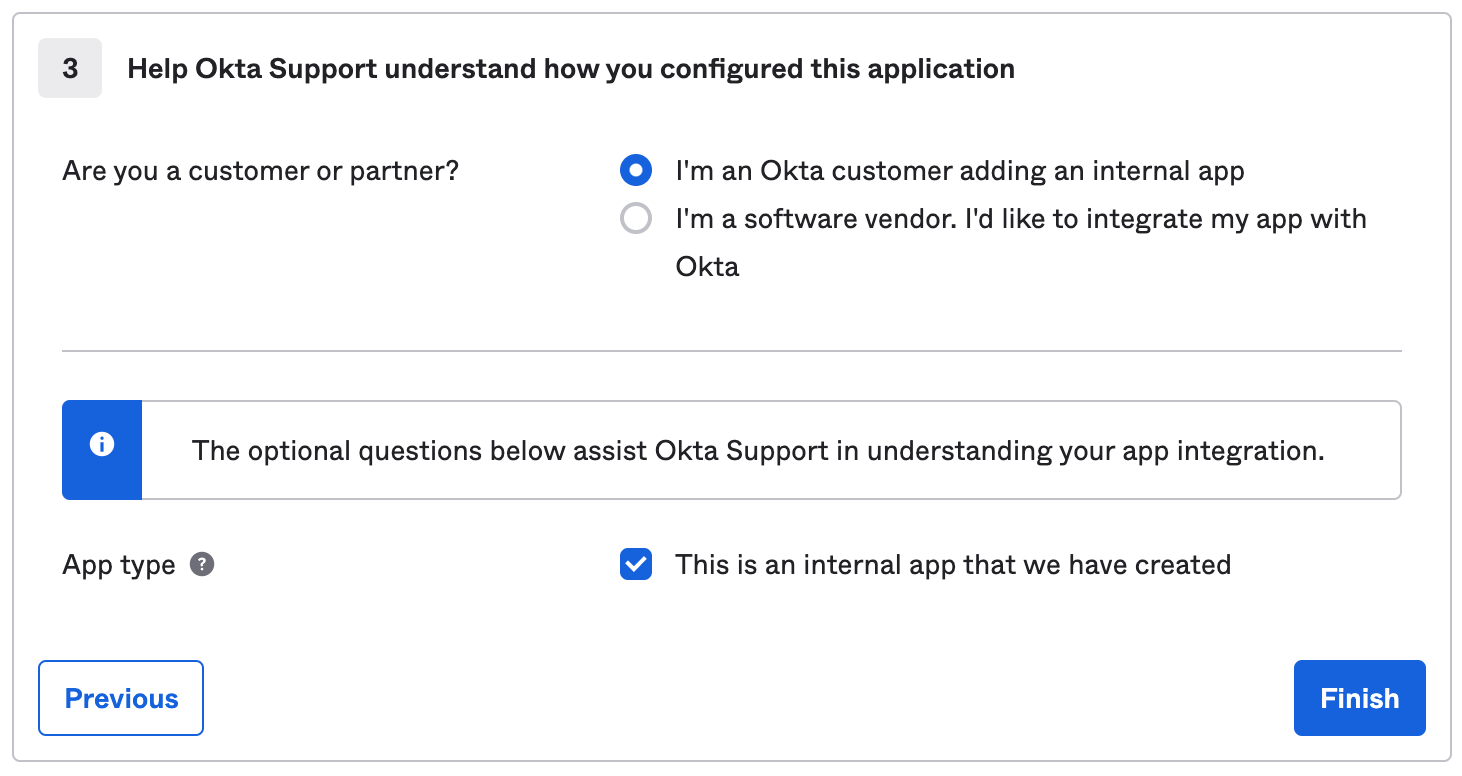 3
Help Okta Support understand how you configured this application
Are you a customer or partner?
I'm an Okta customer adding an internal app
I'm a software vendor. I'd like to integrate my app with
Okta
The optional questions below assist Okta Support in understanding your app integration.
App type ?
This is an internal app that we have created
Previous
Finish